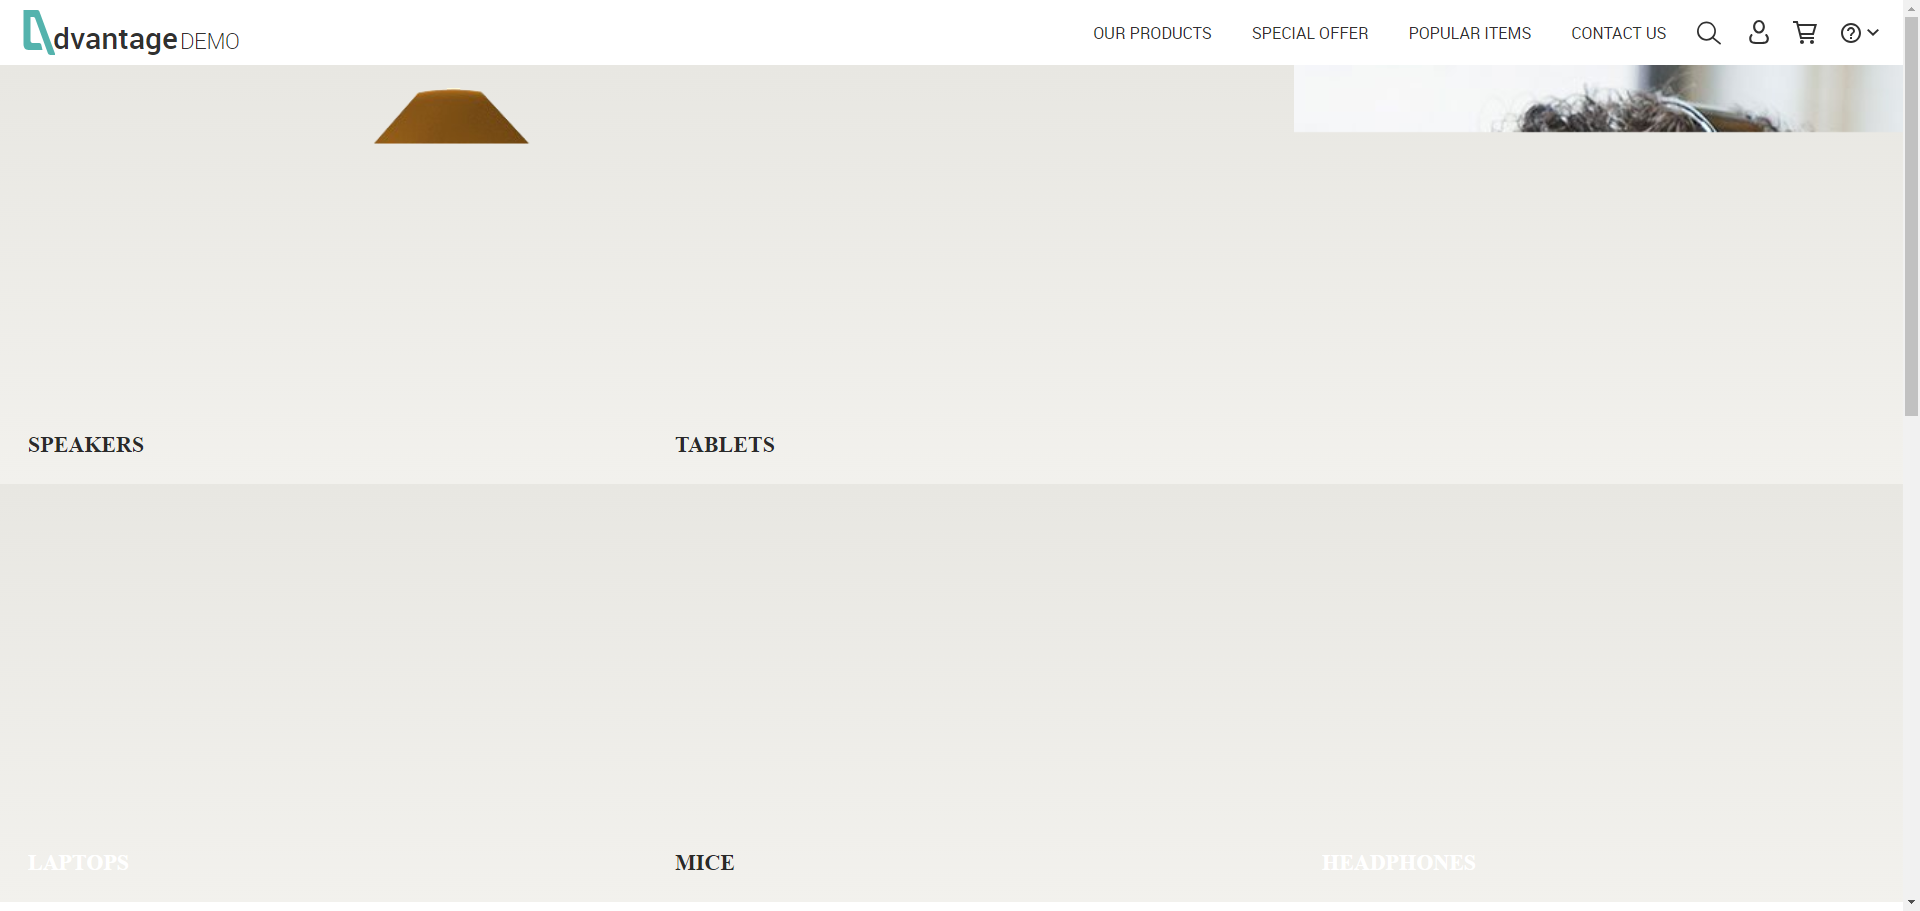 dvantage DEMO
OUR PRODUCTS
SPECIAL OFFER
POPULAR ITEMS
CONTACT US
SPEAKERS
TABLETS
LAPTOPS
MICE
HEADPHONES